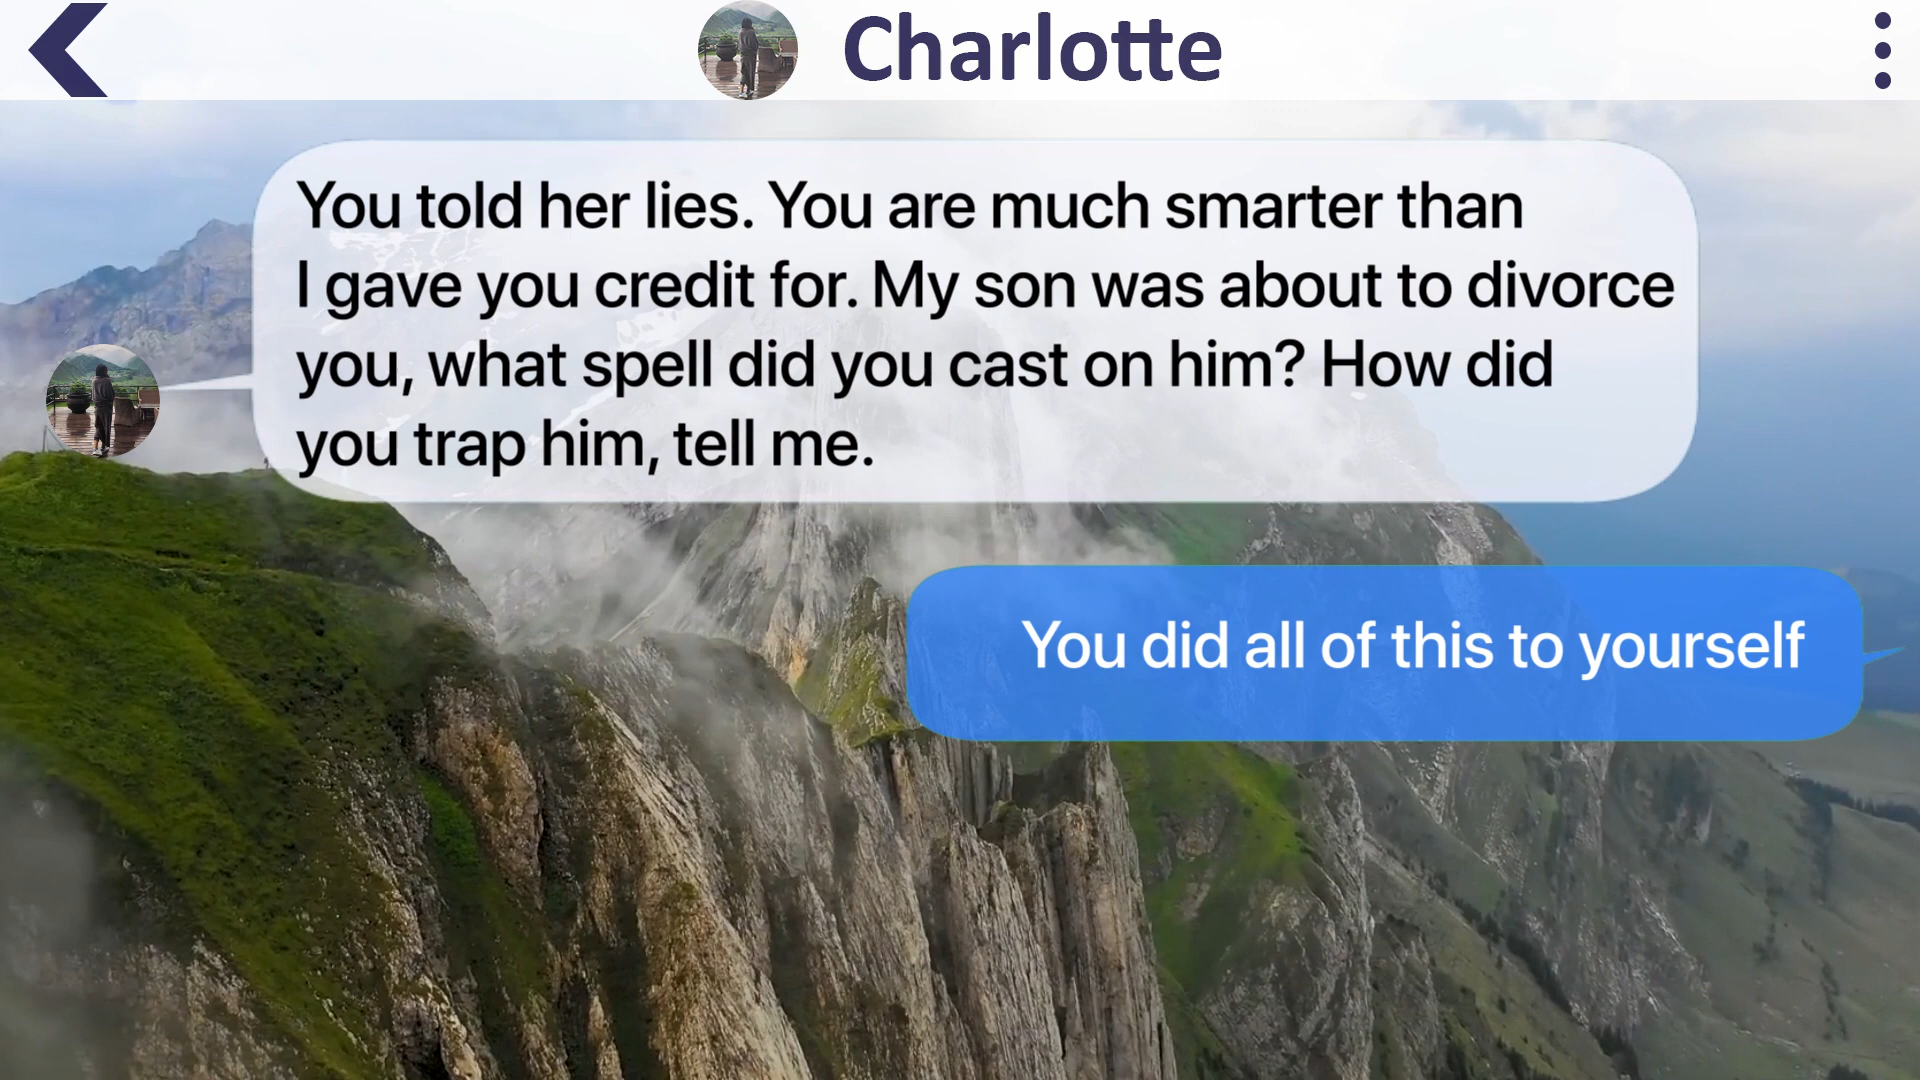 Charlotte
You told her lies. You are much smarter than
I gave you credit for. My son was about to divorce
you, what spell did you cast on him? How did
you trap him, tell me.
You did all of this to yourself